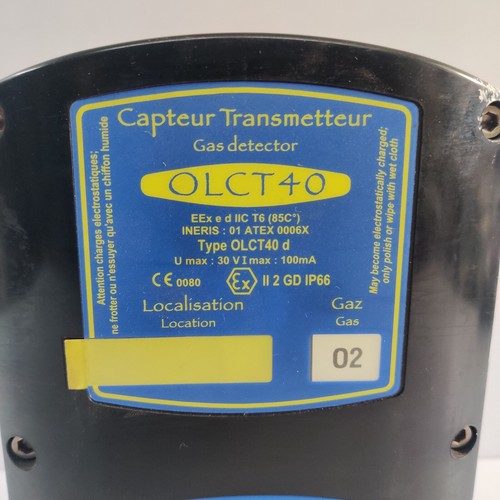 Capteur Transmetteur
Gas detector
OLCT40
EEx e d IIC T6 (85C°)
INERIS : 01 ATEX 0006X
Type OLCT40 d
U max : 30 V I max : 100mA
CE 0080 Ex II 2 GD IP66
Localisation
Location
Gaz
Gas
O2
Attention charges electrostatiques;
ne frotter ou n'essuyer qu'avec un chiffon humide
May become electrostatically charged;
only polish or wipe with wet cloth